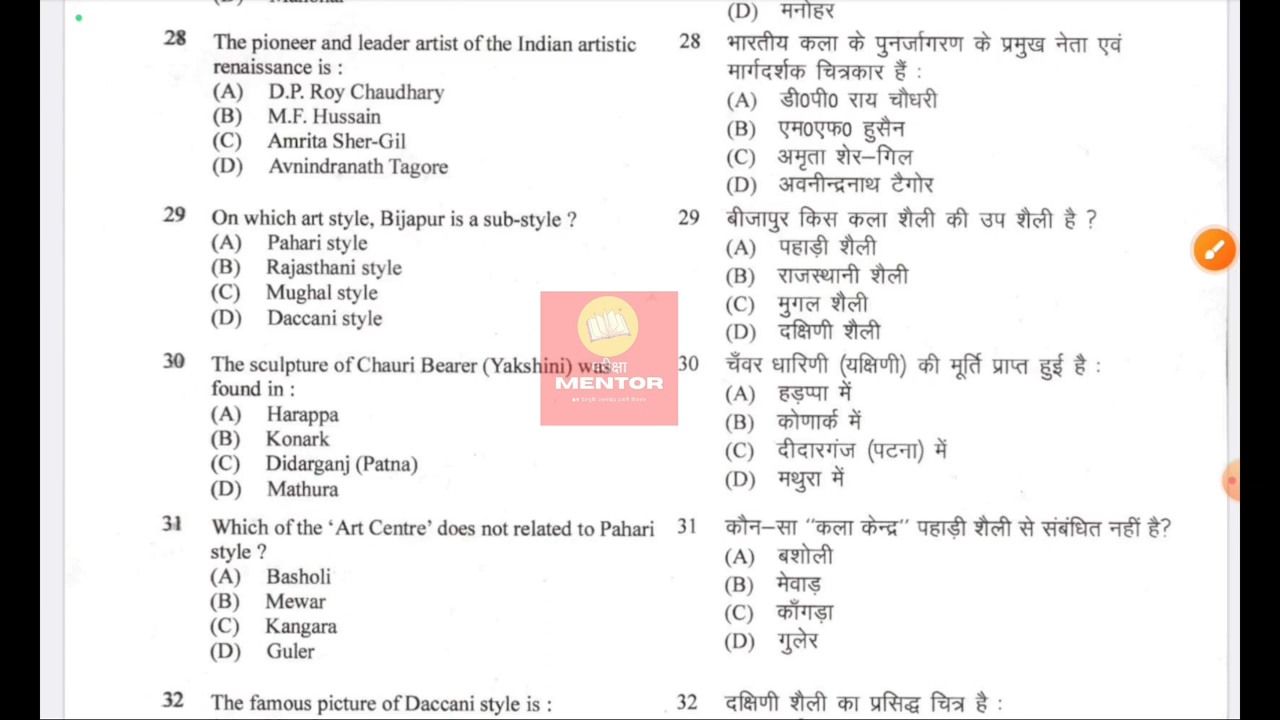 28 The pioneer and leader artist of the Indian artistic
renaissance is :
(A) D.P. Roy Chaudhary
(B) M.F. Hussain
(C) Amrita Sher-Gil
(D) Avnindranath Tagore
29 On which art style, Bijapur is a sub-style ?
(A) Pahari style
(B) Rajasthani style
(C) Mughal style
(D) Daccani style
30 The sculpture of Chauri Bearer (Yakshini) was
found in :
(A) Harappa
(B) Konark
(C) Didarganj (Patna)
(D) Mathura
31 Which of the ‘Art Centre’ does not related to Pahari
style ?
(A) Basholi
(B) Mewar
(C) Kangara
(D) Guler
32 The famous picture of Daccani style is :
(D) मनोहर
28 भारतीय कला के पुनर्जागरण के प्रमुख नेता एवं
मार्गदर्शक चित्रकार हैं :
(A) डी0पी0 राय चौधरी
(B) एम0एफ0 हुसैन
(C) अमृता शेर–गिल
(D) अवनीन्द्रनाथ टैगोर
29 बीजापुर किस कला शैली की उप शैली है ?
(A) पहाड़ी शैली
(B) राजस्थानी शैली
(C) मुगल शैली
(D) दक्षिणी शैली
30 चँवर धारिणी (यक्षिणी) की मूर्ति प्राप्त हुई है :
(A) हड़प्पा में
(B) कोणार्क में
(C) दीदारगंज (पटना) में
(D) मथुरा में
31 कौन–सा “कला केन्द्र” पहाड़ी शैली से संबंधित नहीं है?
(A) बशोली
(B) मेवाड़
(C) काँगड़ा
(D) गुलेर
32 दक्षिणी शैली का प्रसिद्ध चित्र है :
परीक्षा
MENTOR